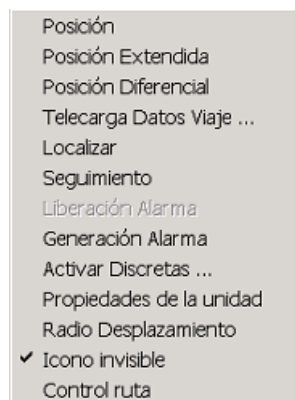 Posición
Posición Extendida
Posición Diferencial
Telecarga Datos Viaje ...
Localizar
Seguimiento
Liberación Alarma
Generación Alarma
Activar Discretas ...
Propiedades de la unidad
Radio Desplazamiento
Icono invisible
Control ruta